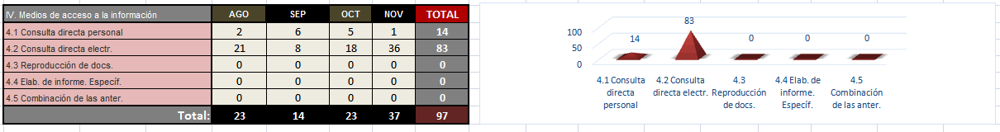 IV. Medios de acceso a la información AGO SEP OCT NOV TOTAL
4.1 Consulta directa personal 2 6 5 1 14
4.2 Consulta directa electr. 21 8 18 36 83
4.3 Reproducción de docs. 0 0 0 0 0
4.4 Elab. de informe. Específ. 0 0 0 0 0
4.5 Combinación de las anter. 0 0 0 0 0
Total: 23 14 23 37 97
100
50
0
14
83
0
0
0
4.1 Consulta
directa
personal
4.2 Consulta
directa electr.
4.3
Reproducción
de docs.
4.4 Elab. de
informe.
Específ.
4.5
Combinación
de las anter.